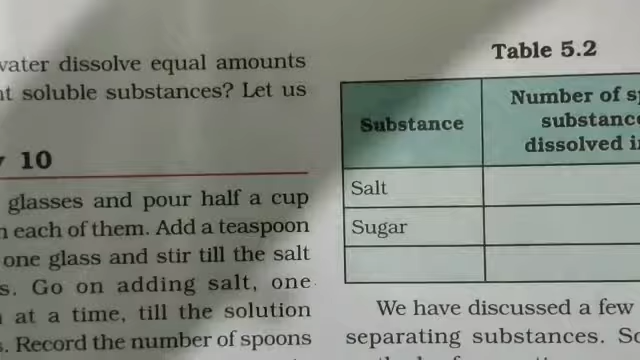 water dissolve equal amounts
soluble substances? Let us
10
glasses and pour half a cup
each of them. Add a teaspoon
one glass and stir till the salt
Go on adding salt, one
at a time, till the solution
Record the number of spoons
Table 5.2
Substance
Number of
substance
dissolved
Salt
Sugar
We have discussed a few
separating substances.